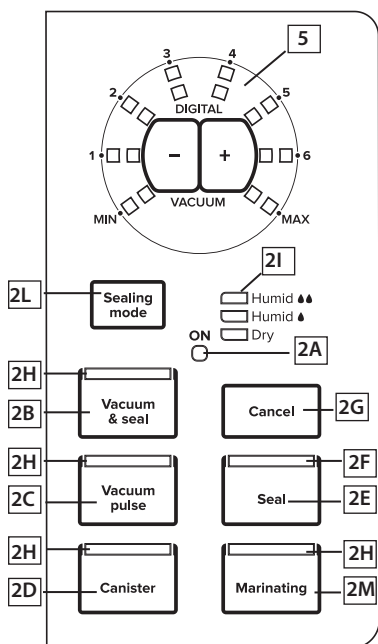 5
3 4
2 5
DIGITAL
1 - + 6
VACUUM
MIN MAX
2I
2L Sealing mode
Humid
Humid
Dry
ON
2A
2H
2B Vacuum & seal
Cancel 2G
2H 2F
2C Vacuum pulse
Seal 2E
2H 2H
2D Canister
Marinating 2M